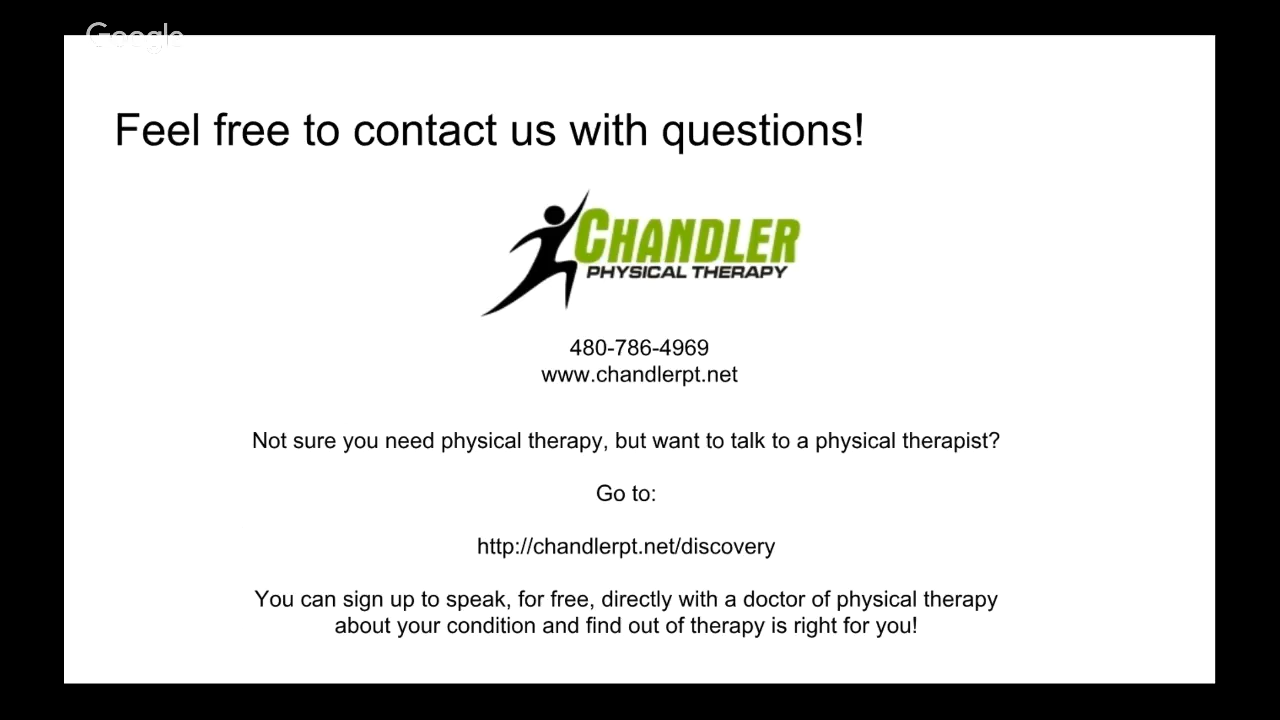 Google
Feel free to contact us with questions!
CHANDLER
PHYSICAL THERAPY
480-786-4969
www.chandlerpt.net
Not sure you need physical therapy, but want to talk to a physical therapist?
Go to:
http://chandlerpt.net/discovery
You can sign up to speak, for free, directly with a doctor of physical therapy
about your condition and find out of therapy is right for you!